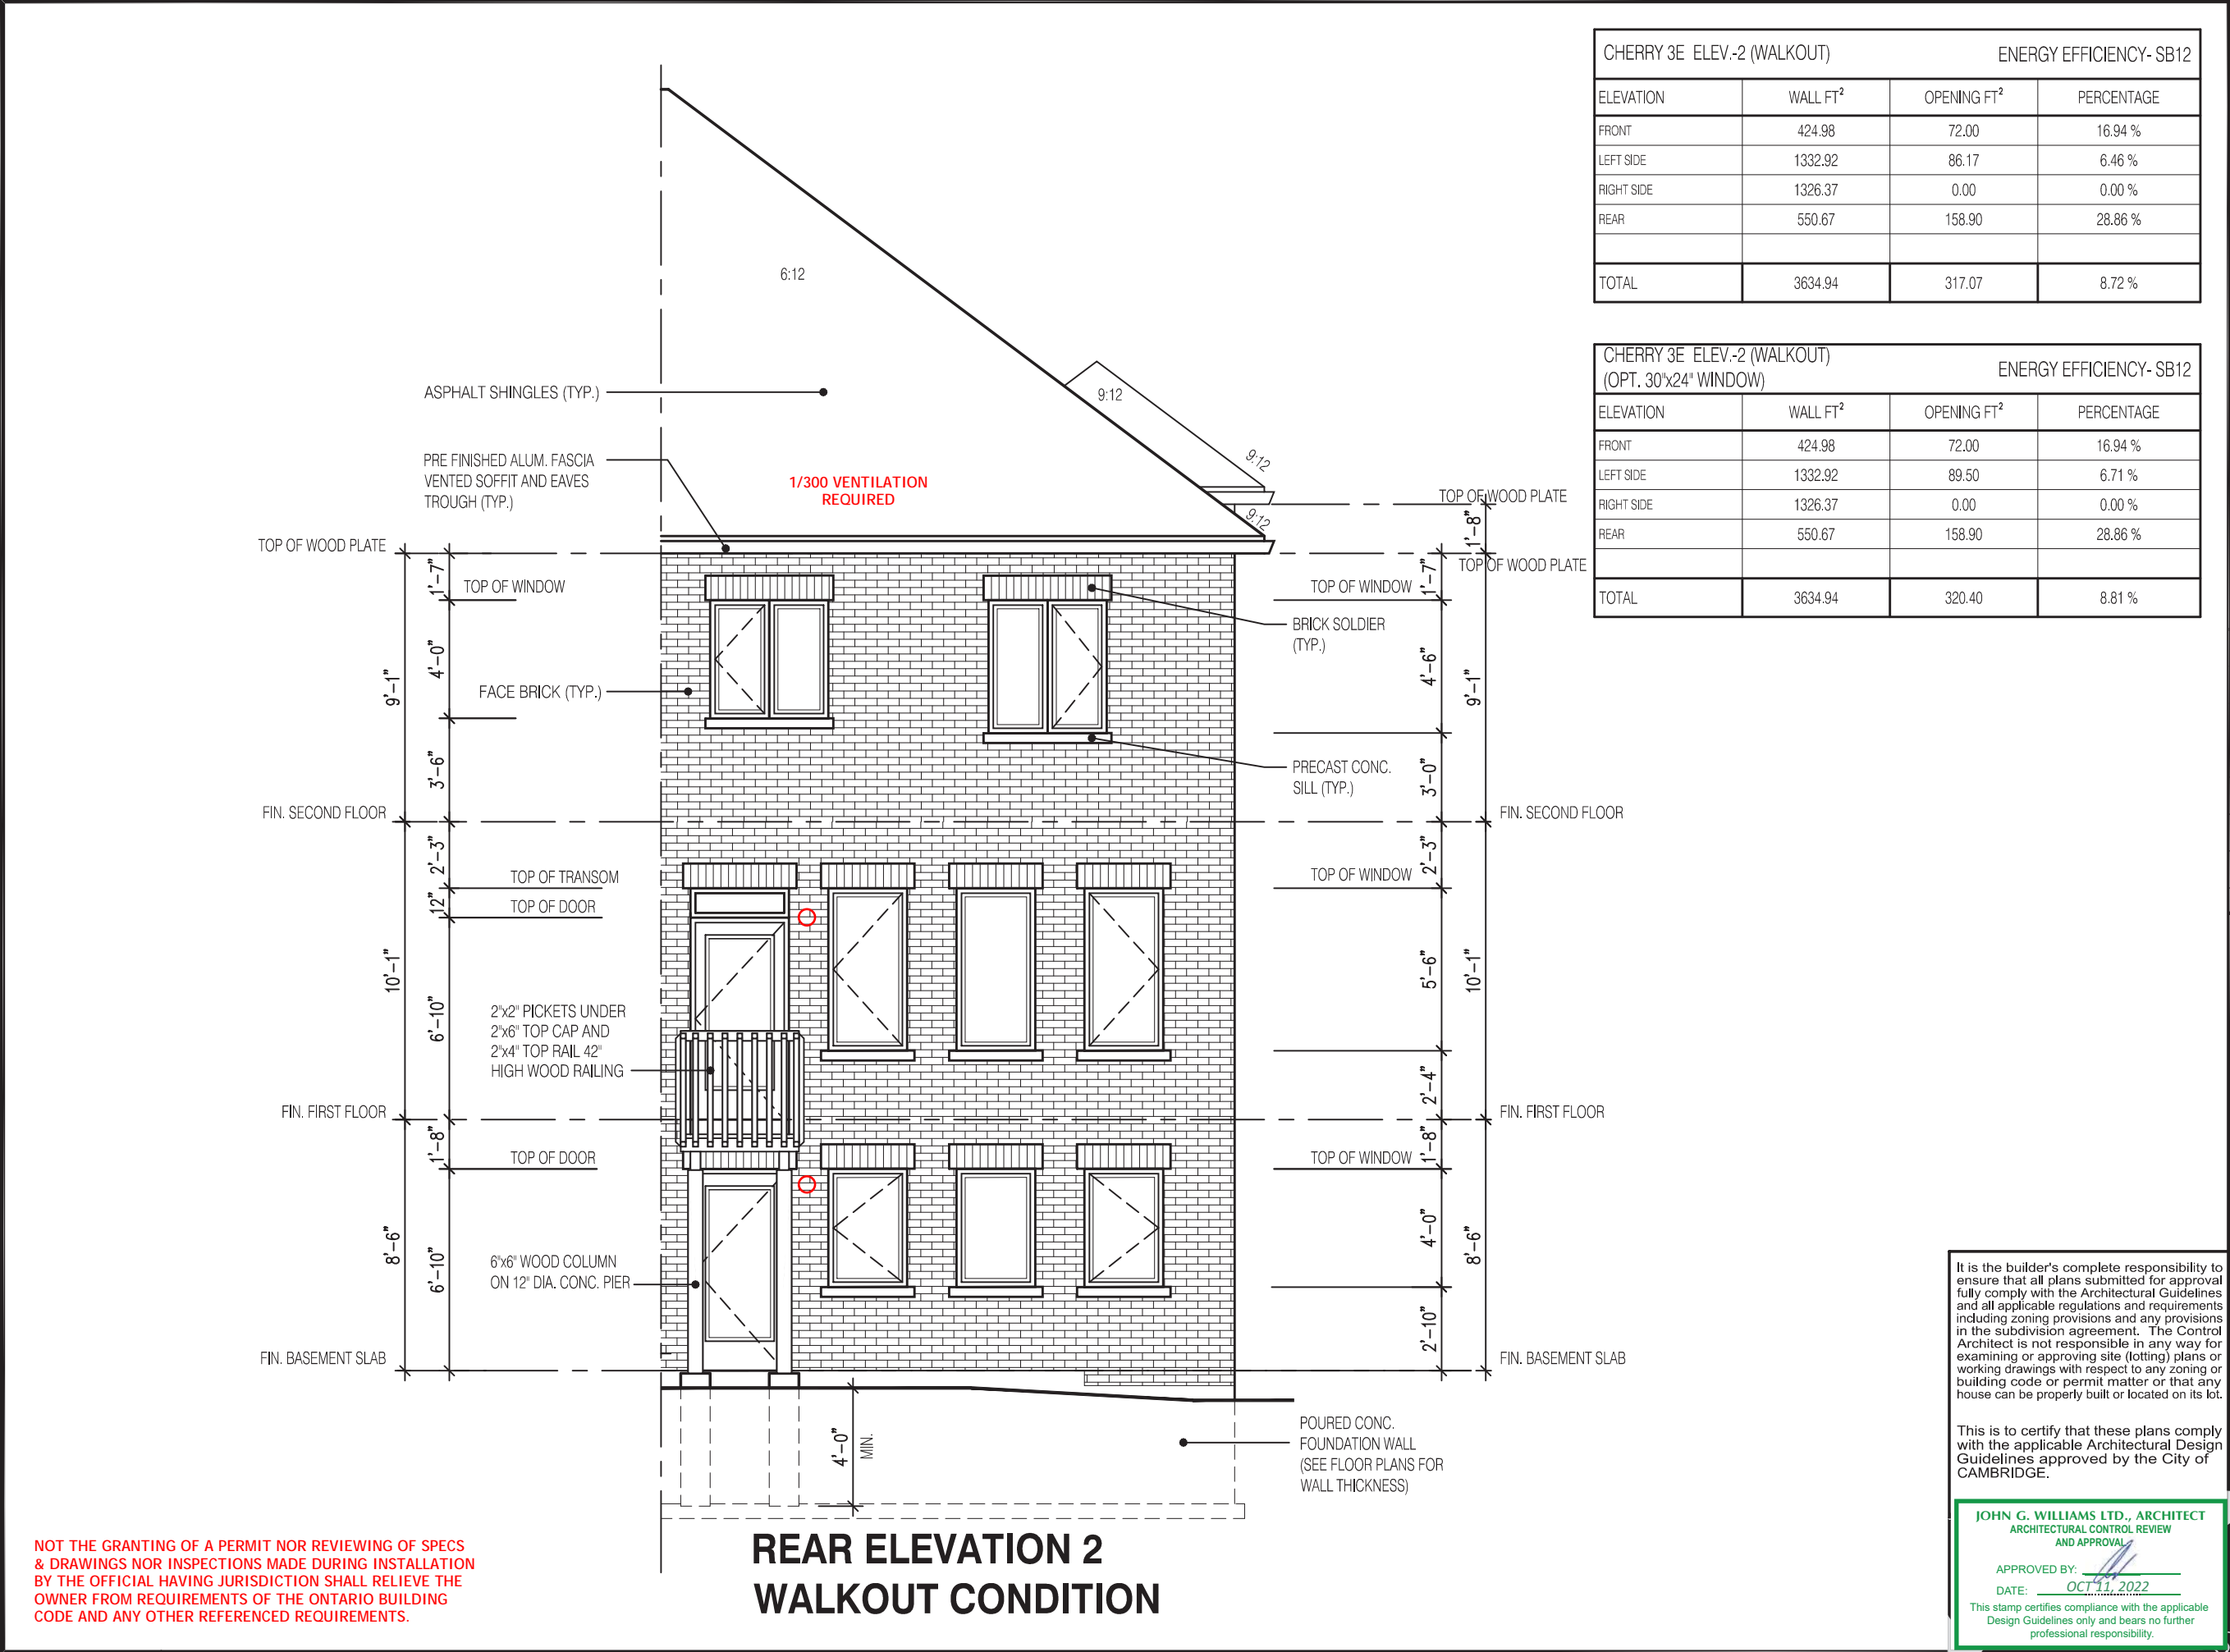 CHERRY 3E ELEV.-2 (WALKOUT) ENERGY EFFICIENCY- SB12
ELEVATION WALL FT² OPENING FT² PERCENTAGE
FRONT 424.98 72.00 16.94 %
LEFT SIDE 1332.92 86.17 6.46 %
RIGHT SIDE 1326.37 0.00 0.00 %
REAR 550.67 158.90 28.86 %
TOTAL 3634.94 317.07 8.72 %
CHERRY 3E ELEV.-2 (WALKOUT)
(OPT. 30"x24" WINDOW) ENERGY EFFICIENCY- SB12
ELEVATION WALL FT² OPENING FT² PERCENTAGE
FRONT 424.98 72.00 16.94 %
LEFT SIDE 1332.92 89.50 6.71 %
RIGHT SIDE 1326.37 0.00 0.00 %
REAR 550.67 158.90 28.86 %
TOTAL 3634.94 320.40 8.81 %
6:12
9:12
9:12
9:12
ASPHALT SHINGLES (TYP.)
PRE FINISHED ALUM. FASCIA
VENTED SOFFIT AND EAVES
TROUGH (TYP.)
1/300 VENTILATION
REQUIRED
TOP OF WOOD PLATE
TOP OF WINDOW
FACE BRICK (TYP.)
FIN. SECOND FLOOR
TOP OF TRANSOM
TOP OF DOOR
2"x2" PICKETS UNDER
2"x6" TOP CAP AND
2"x4" TOP RAIL 42"
HIGH WOOD RAILING
FIN. FIRST FLOOR
TOP OF DOOR
6"x6" WOOD COLUMN
ON 12" DIA. CONC. PIER
FIN. BASEMENT SLAB
9'-1"
10'-1"
8'-6"
1'-7"
4'-0"
3'-6"
2'-3"
12"
6'-10"
1'-8"
6'-10"
TOP OF WOOD PLATE
1'-8"
TOP OF WOOD PLATE
TOP OF WINDOW
BRICK SOLDIER
(TYP.)
PRECAST CONC.
SILL (TYP.)
FIN. SECOND FLOOR
TOP OF WINDOW
FIN. FIRST FLOOR
TOP OF WINDOW
FIN. BASEMENT SLAB
1'-7"
4'-6"
3'-0"
2'-3"
5'-6"
2'-4"
1'-8"
4'-0"
2'-10"
9'-1"
10'-1"
8'-6"
4'-0"
MIN.
POURED CONC.
FOUNDATION WALL
(SEE FLOOR PLANS FOR
WALL THICKNESS)
REAR ELEVATION 2
WALKOUT CONDITION
NOT THE GRANTING OF A PERMIT NOR REVIEWING OF SPECS
& DRAWINGS NOR INSPECTIONS MADE DURING INSTALLATION
BY THE OFFICIAL HAVING JURISDICTION SHALL RELIEVE THE
OWNER FROM REQUIREMENTS OF THE ONTARIO BUILDING
CODE AND ANY OTHER REFERENCED REQUIREMENTS.
It is the builder's complete responsibility to
ensure that all plans submitted for approval
fully comply with the Architectural Guidelines
and all applicable regulations and requirements
including zoning provisions and any provisions
in the subdivision agreement. The Control
Architect is not responsible in any way for
examining or approving site (lotting) plans or
working drawings with respect to any zoning or
building code or permit matter or that any
house can be properly built or located on its lot.
This is to certify that these plans comply
with the applicable Architectural Design
Guidelines approved by the City of
CAMBRIDGE.
JOHN G. WILLIAMS LTD., ARCHITECT
ARCHITECTURAL CONTROL REVIEW
AND APPROVAL
APPROVED BY:
DATE: OCT 11, 2022
This stamp certifies compliance with the applicable
Design Guidelines only and bears no further
professional responsibility.